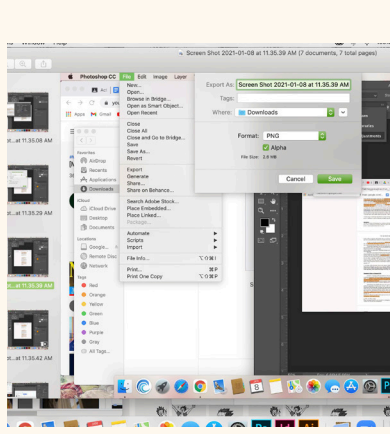 Window Help
Screen Shot 2021-01-08 at 11.35.39 AM (7 documents, 7 total pages)
Photoshop CC File Edit Image Layer
New...
Open...
Browse in Bridge...
Open as Smart Object...
Open Recent
Close
Close All
Close and Go to Bridge...
Save
Save As...
Revert
Export
Generate
Share...
Share on Behance...
Search Adobe Stock...
Place Embedded...
Place Linked...
Package...
Automate
Scripts
Import
File Info...
Print...
Print One Copy
Export As: Screen Shot 2021-01-08 at 11.35.39 AM
Tags:
Where: Downloads
Format: PNG
Alpha
File Size: 2.8 MB
Cancel Save
Apps Gmail
Favorites
AirDrop
Recents
Applications
Downloads
iCloud
iCloud Drive
Desktop
Documents
Locations
Google...
Remote Disc
Network
Tags
Red
Orange
Yellow
Green
Blue
Purple
Gray
All Tags...
ot...at 11.35.08 AM
ot...at 11.35.29 AM
ot...at 11.35.39 AM
ot...at 11.35.42 AM